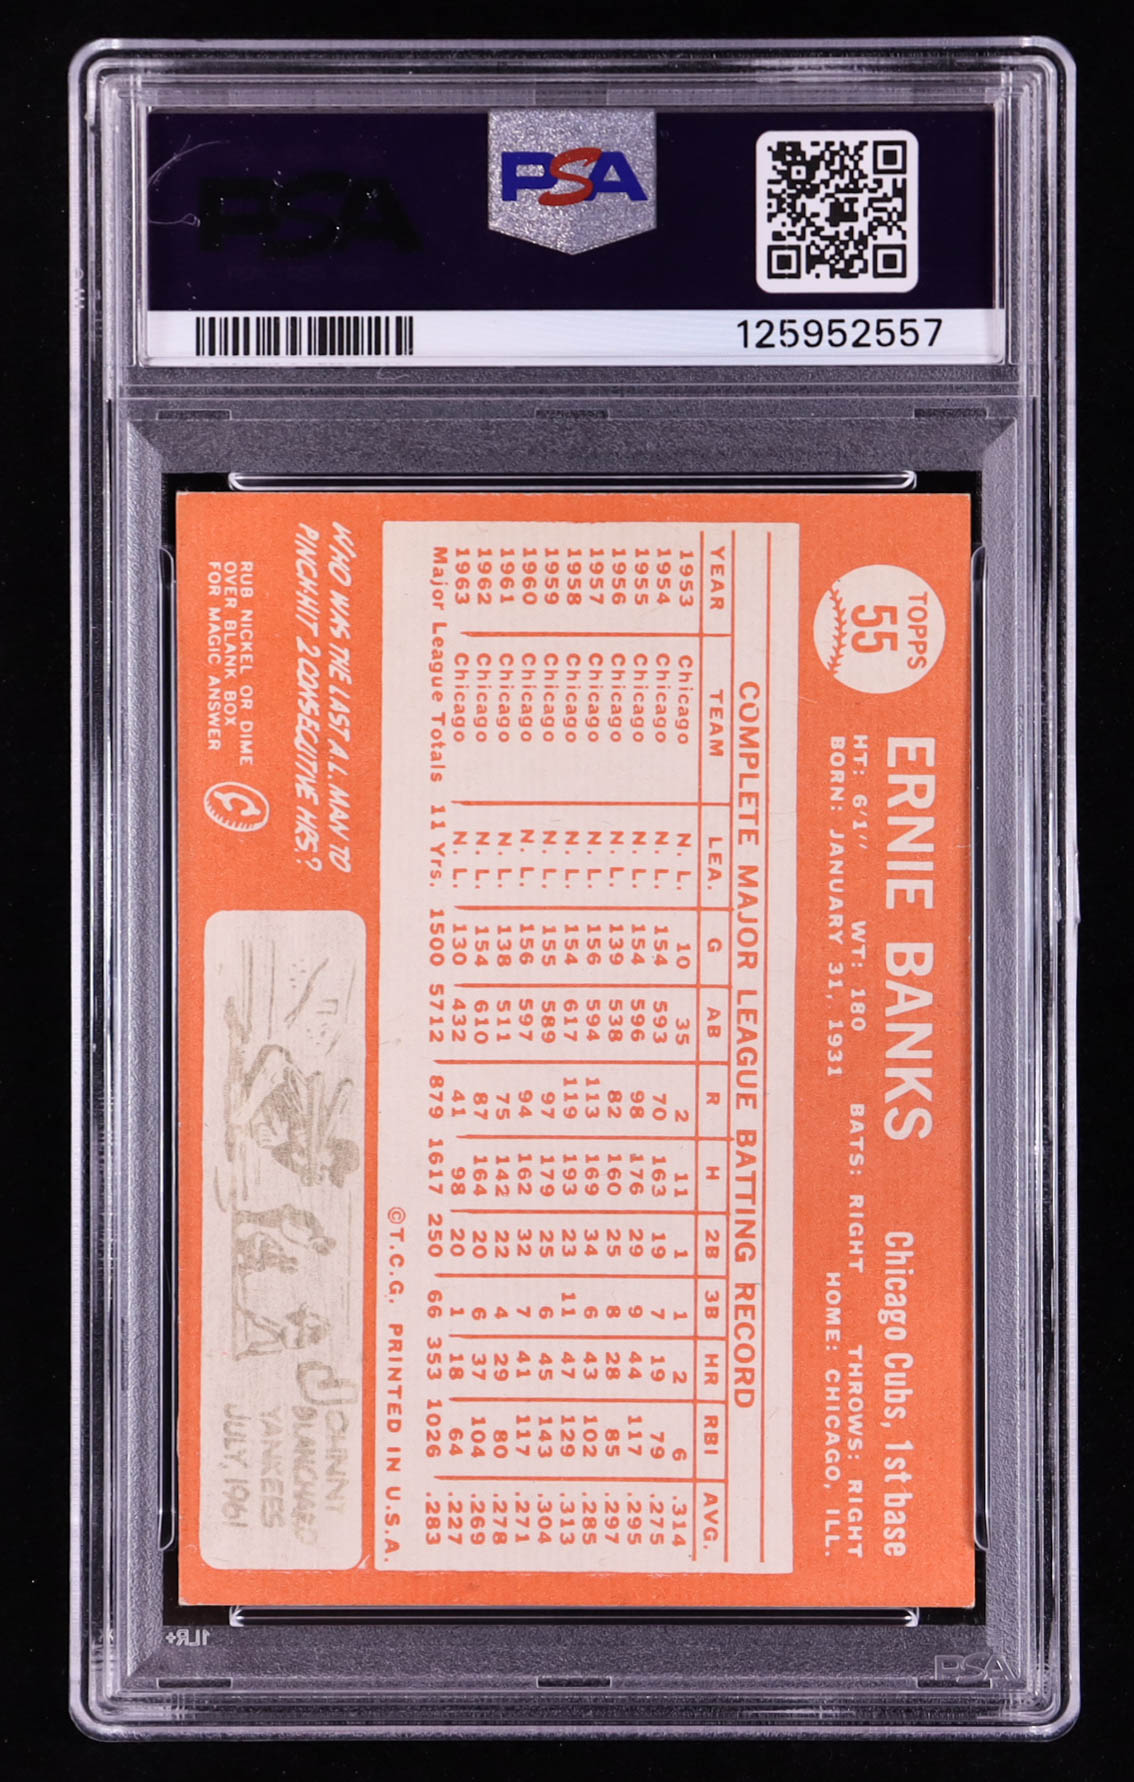 PSA
PSA
125952557
TOPPS
55
ERNIE BANKS Chicago Cubs, 1st base
HT: 6'1" WT: 180 BATS: RIGHT THROWS: RIGHT
BORN: JANUARY 31, 1931 HOME: CHICAGO, ILL.
COMPLETE MAJOR LEAGUE BATTING RECORD
YEAR TEAM LEA. G AB R H 2B 3B HR RBI AVG.
1953 Chicago N. L. 10 35 2 11 1 1 2 6 .314
1954 Chicago N. L. 154 593 70 163 19 7 19 79 .275
1955 Chicago N. L. 154 596 98 176 29 9 44 117 .295
1956 Chicago N. L. 139 538 82 160 25 8 28 85 .297
1957 Chicago N. L. 156 594 113 169 34 6 43 102 .285
1958 Chicago N. L. 154 617 119 193 23 11 47 129 .313
1959 Chicago N. L. 155 589 97 179 25 6 45 143 .304
1960 Chicago N. L. 156 597 94 162 32 7 41 117 .271
1961 Chicago N. L. 138 511 75 142 22 4 29 80 .278
1962 Chicago N. L. 154 610 87 164 20 6 37 104 .269
1963 Chicago N. L. 130 432 41 98 20 1 18 64 .227
Major League Totals 11 Yrs. 1500 5712 879 1617 250 66 353 1026 .283
©T.C.G. PRINTED IN U.S.A.
WHO WAS THE LAST A.L. MAN TO
PINCH-HIT 2 CONSECUTIVE HRS?
RUB NICKEL OR DIME
OVER BLANK BOX
FOR MAGIC ANSWER
JOHNNY
BLANCHARD
YANKEES
JULY, 1961
1LR+
PSA